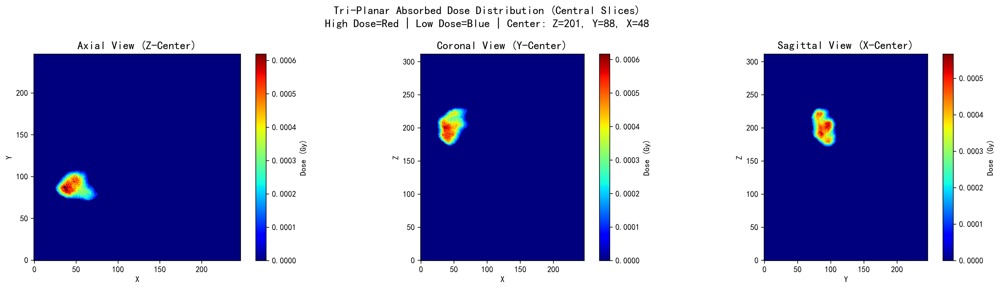 Tri-Planar Absorbed Dose Distribution (Central Slices)
High Dose=Red | Low Dose=Blue | Center: Z=201, Y=88, X=48
Axial View (Z-Center)
Y
200
150
100
50
0
0 50 100 150 200
X
0.0006
0.0005
0.0004
0.0003
0.0002
0.0001
0.0000
Dose (Gy)
Coronal View (Y-Center)
Z
300
250
200
150
100
50
0
0 50 100 150 200
X
0.0006
0.0005
0.0004
0.0003
0.0002
0.0001
0.0000
Dose (Gy)
Sagittal View (X-Center)
Z
300
250
200
150
100
50
0
0 50 100 150 200
Y
0.0005
0.0004
0.0003
0.0002
0.0001
0.0000
Dose (Gy)